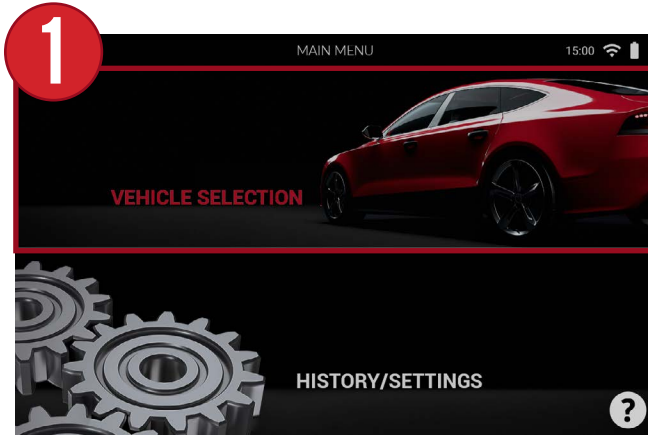 1
MAIN MENU
15:00
VEHICLE SELECTION
HISTORY/SETTINGS
?